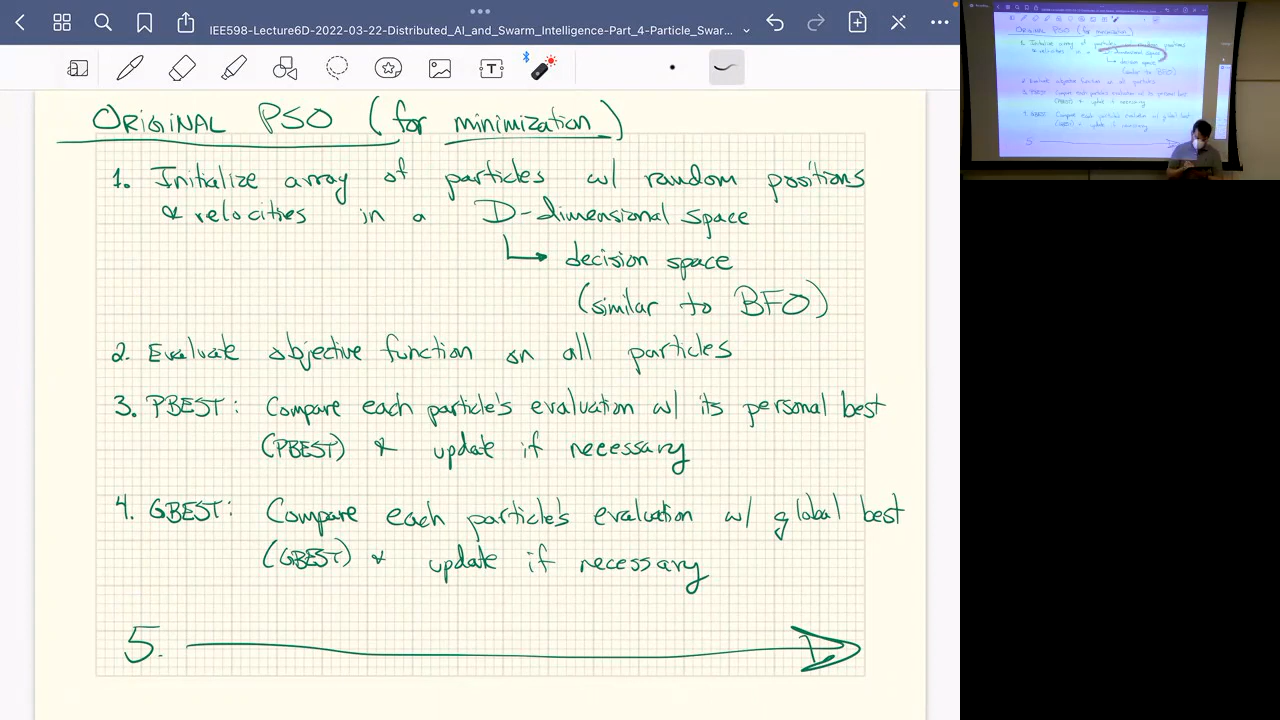 IEE598-Lecture6D-2022-03-22-Distributed_AI_and_Swarm_Intelligence-Part_4-Particle_Swar...
ORIGINAL PSO (for minimization)
1. Initialize array of particles w/ random positions
& velocities in a D-dimensional space
decision space
(similar to BFO)
2. Evaluate objective function on all particles
3. PBEST: Compare each particle's evaluation w/ its personal best
(PBEST) & update if necessary
4. GBEST: Compare each particle's evaluation w/ global best
(GBEST) & update if necessary
5.